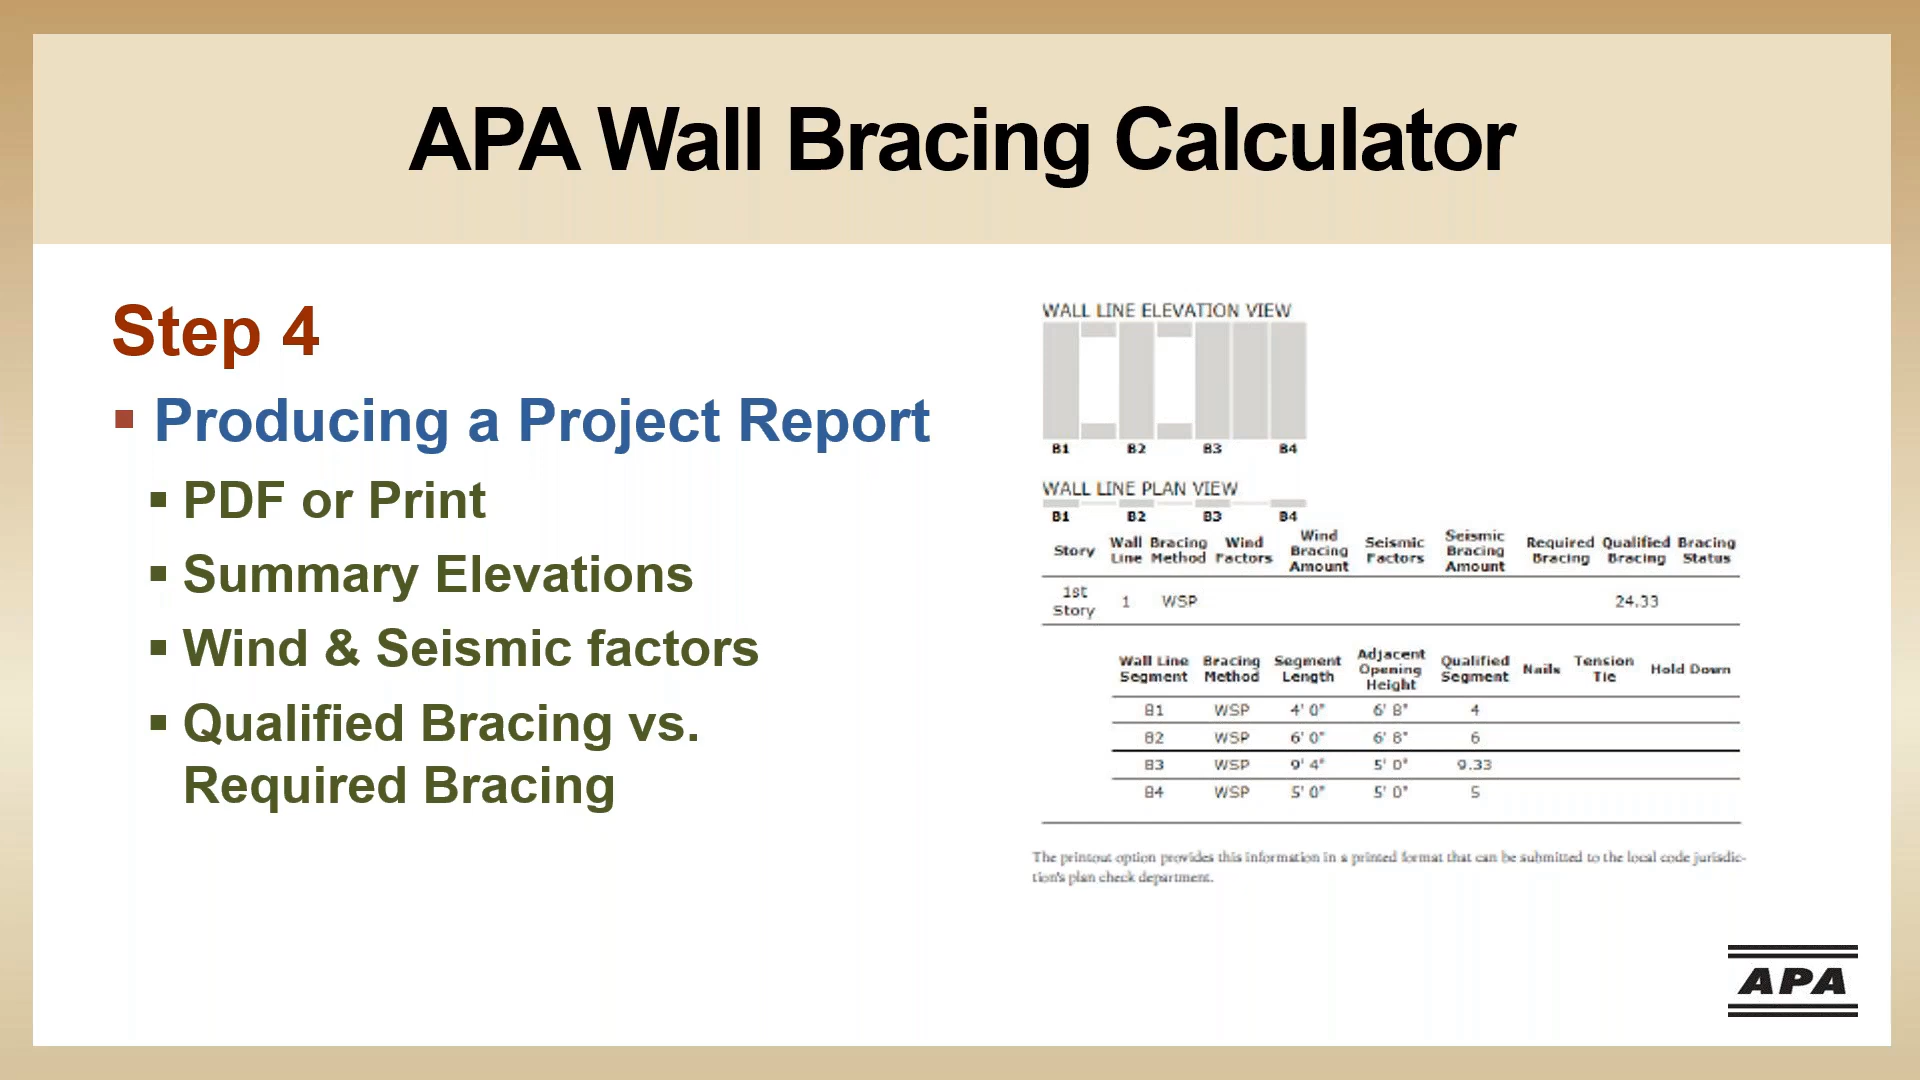 APA Wall Bracing Calculator
Step 4
▪ Producing a Project Report
▪ PDF or Print
▪ Summary Elevations
▪ Wind & Seismic factors
▪ Qualified Bracing vs.
Required Bracing
WALL LINE ELEVATION VIEW
B1 B2 B3 B4
WALL LINE PLAN VIEW
B1 B2 B3 B4
Story Wall Line Bracing Method Wind Factors Wind Bracing Amount Seismic Factors Seismic Bracing Amount Required Bracing Qualified Bracing Bracing Status
1st Story 1 WSP 24.33
Wall Line Segment Bracing Method Segment Length Adjacent Opening Height Qualified Segment Nails Tension Tie Hold Down
B1 WSP 4' 0" 6' 8" 4
B2 WSP 6' 0" 6' 8" 6
B3 WSP 9' 4" 5' 0" 9.33
B4 WSP 5' 0" 5' 0" 5
The printout option provides this information in a printed format that can be submitted to the local code jurisdic-
tion's plan check department.
APA